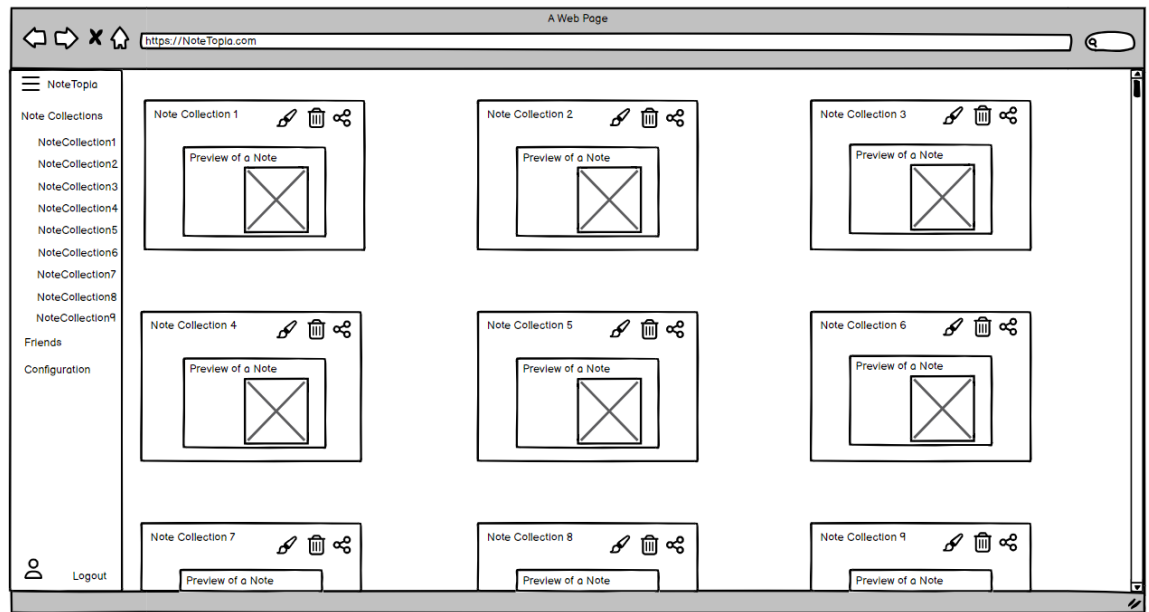 A Web Page
https://NoteTopia.com
NoteTopia
Note Collections
NoteCollection1
NoteCollection2
NoteCollection3
NoteCollection4
NoteCollection5
NoteCollection6
NoteCollection7
NoteCollection8
NoteCollection9
Friends
Configuration
Logout
Note Collection 1
Preview of a Note
Note Collection 2
Preview of a Note
Note Collection 3
Preview of a Note
Note Collection 4
Preview of a Note
Note Collection 5
Preview of a Note
Note Collection 6
Preview of a Note
Note Collection 7
Preview of a Note
Note Collection 8
Preview of a Note
Note Collection 9
Preview of a Note